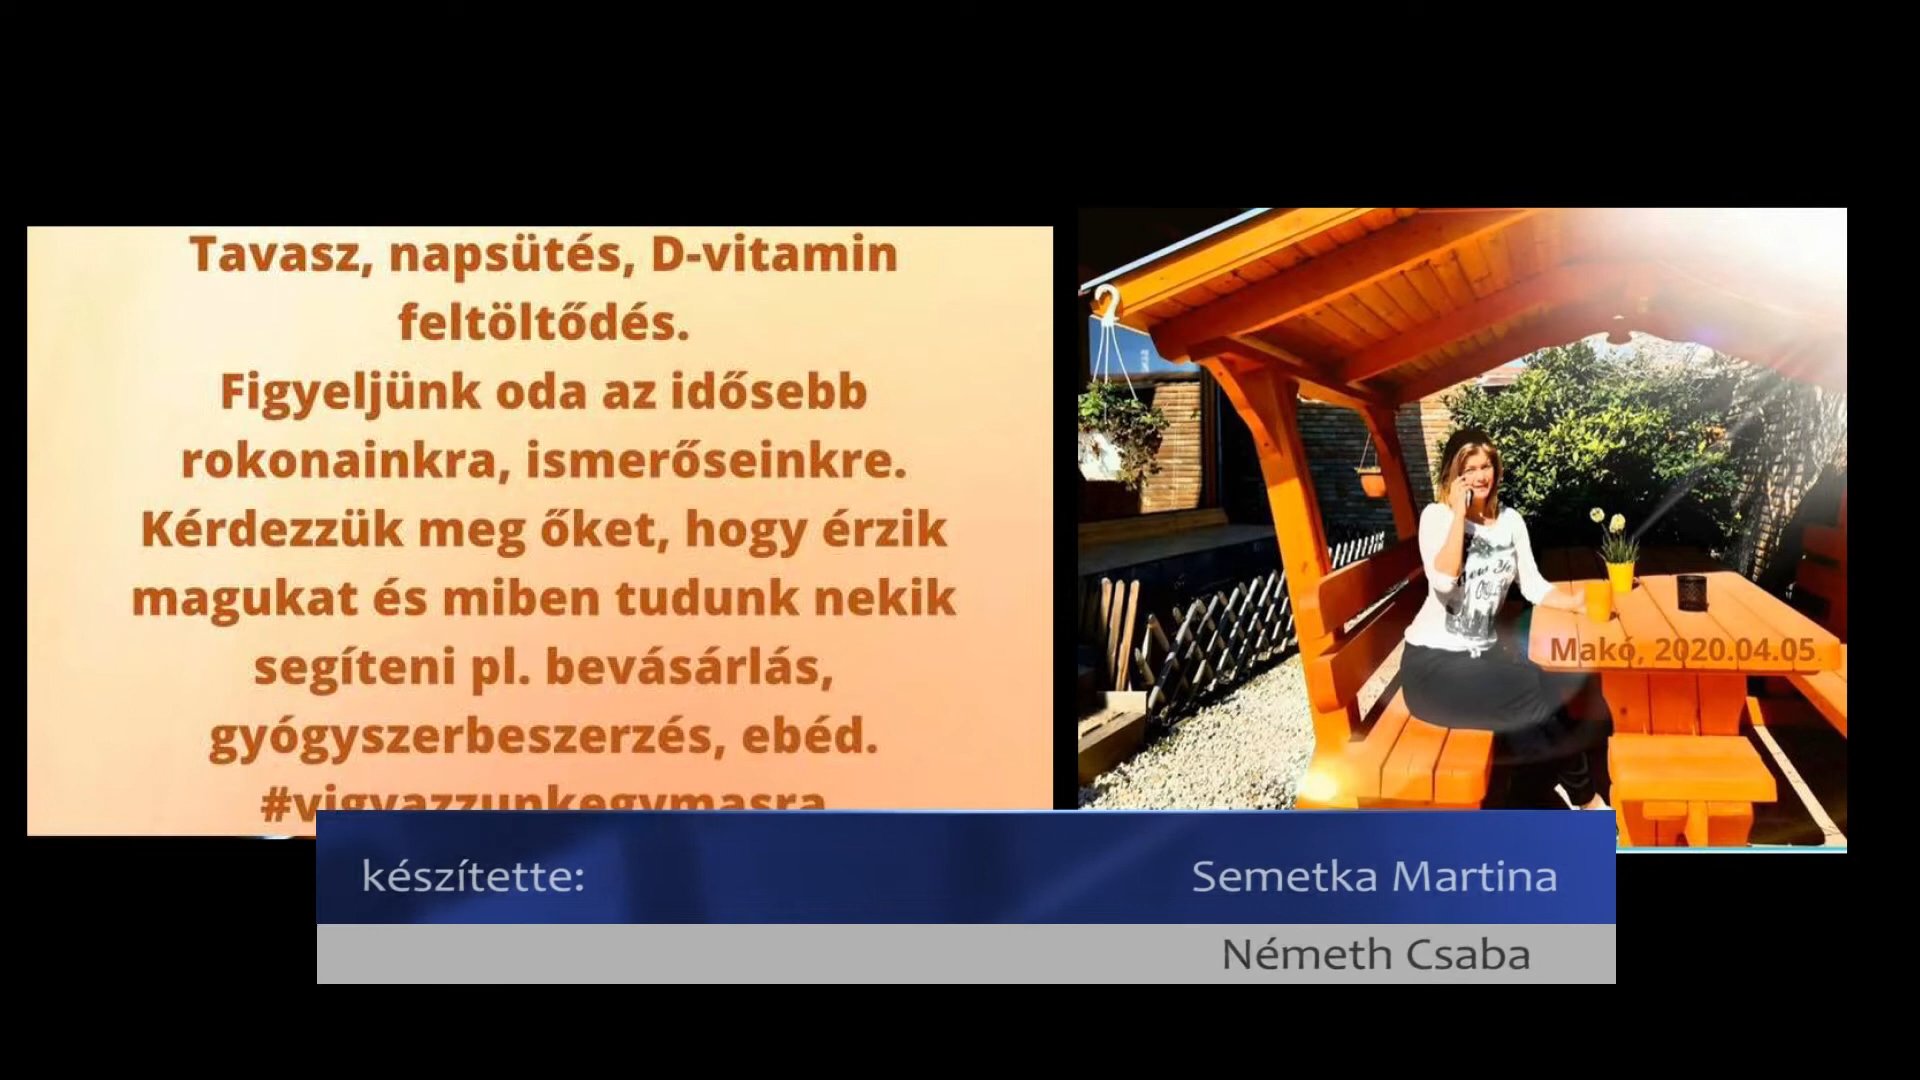 Tavasz, napsütés, D-vitamin
feltöltődés.
Figyeljünk oda az idősebb
rokonainkra, ismerőseinkre.
Kérdezzük meg őket, hogy érzik
magukat és miben tudunk nekik
segíteni pl. bevásárlás,
gyógyszerbeszerzés, ebéd.
#vigyazzunkegymasra
Makó, 2020.04.05.
készítette: Semetka Martina
Németh Csaba